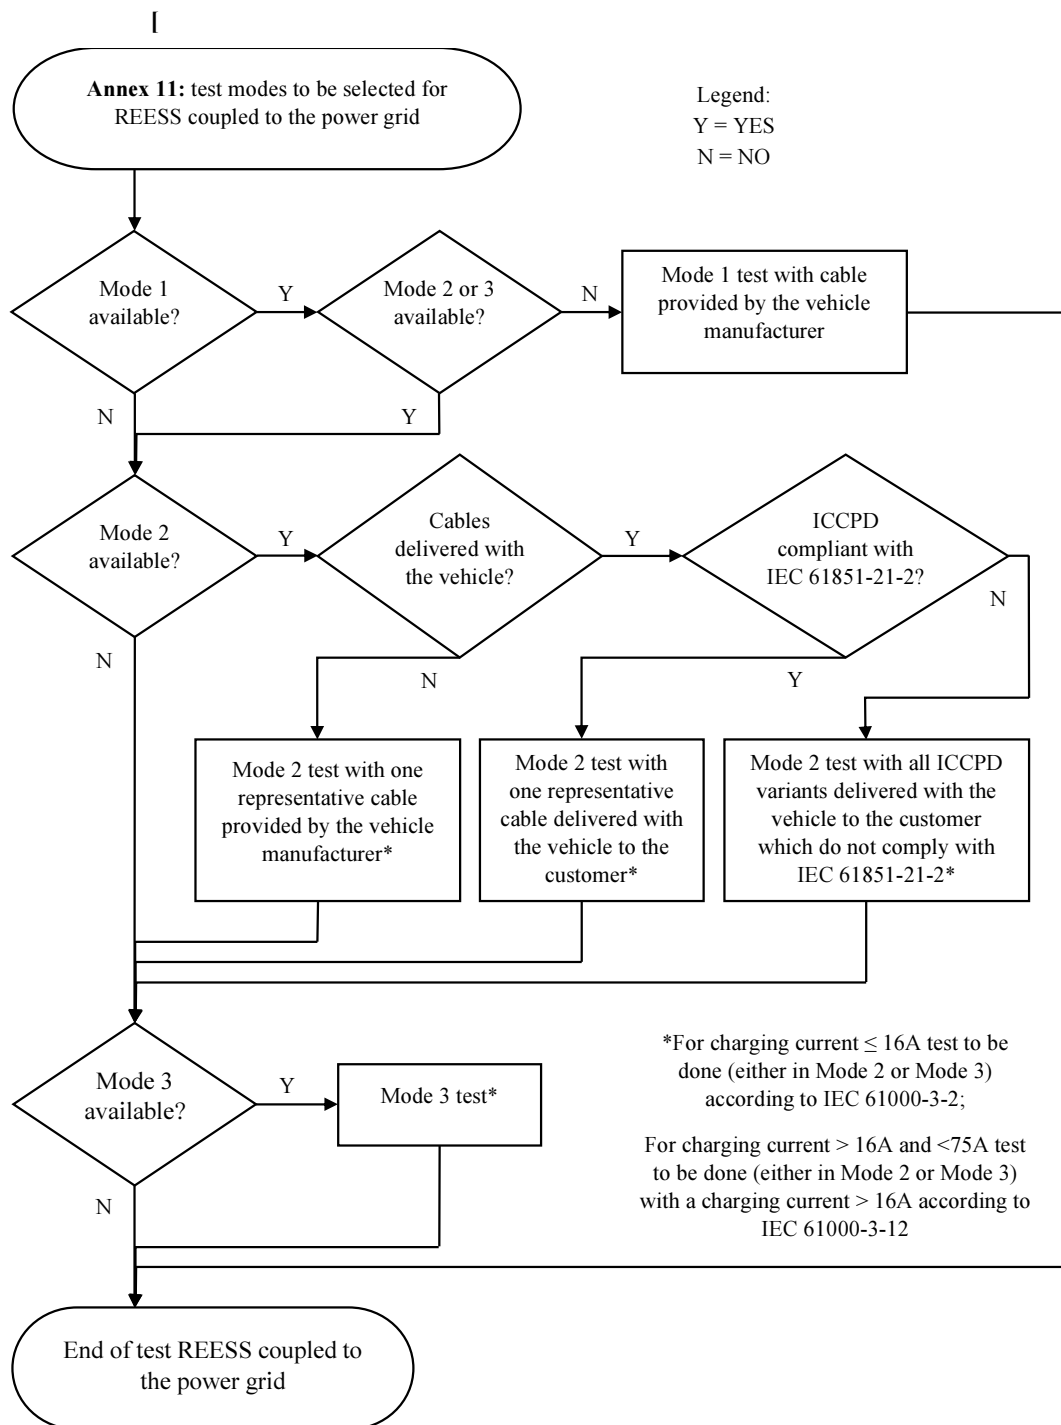 [
Annex 11: test modes to be selected for
REESS coupled to the power grid
Legend:
Y = YES
N = NO
Mode 1
available?
Y
Mode 2 or 3
available?
N
Mode 1 test with cable
provided by the vehicle
manufacturer
N
Y
Mode 2
available?
Y
Cables
delivered with
the vehicle?
Y
ICCPD
compliant with
IEC 61851-21-2?
N
N
N
Y
Mode 2 test with one
representative cable
provided by the vehicle
manufacturer*
Mode 2 test with
one representative
cable delivered with
the vehicle to the
customer*
Mode 2 test with all ICCPD
variants delivered with the
vehicle to the customer
which do not comply with
IEC 61851-21-2*
Mode 3
available?
Y
Mode 3 test*
N
*For charging current ≤ 16A test to be
done (either in Mode 2 or Mode 3)
according to IEC 61000-3-2;
For charging current > 16A and <75A test
to be done (either in Mode 2 or Mode 3)
with a charging current > 16A according to
IEC 61000-3-12
End of test REESS coupled to
the power grid